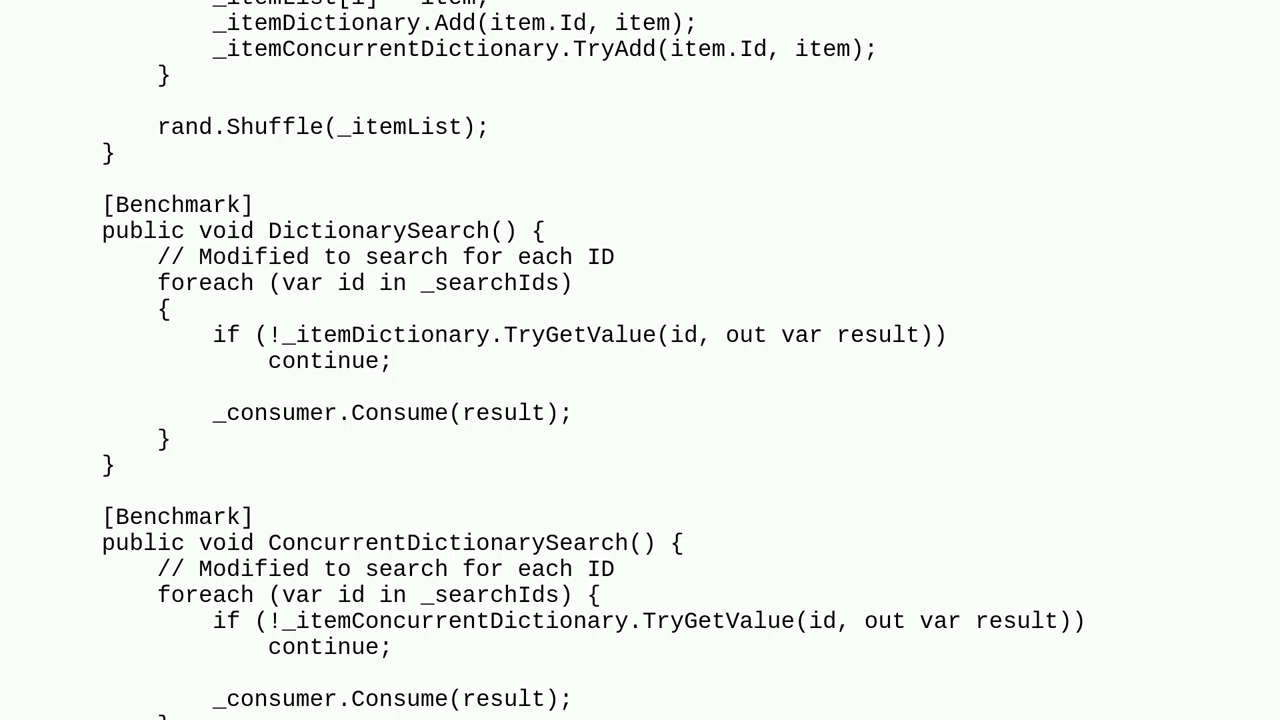 _itemList[i] = item;
_itemDictionary.Add(item.Id, item);
_itemConcurrentDictionary.TryAdd(item.Id, item);
}
rand.Shuffle(_itemList);
}
[Benchmark]
public void DictionarySearch() {
// Modified to search for each ID
foreach (var id in _searchIds)
{
if (!_itemDictionary.TryGetValue(id, out var result))
continue;
_consumer.Consume(result);
}
}
[Benchmark]
public void ConcurrentDictionarySearch() {
// Modified to search for each ID
foreach (var id in _searchIds) {
if (!_itemConcurrentDictionary.TryGetValue(id, out var result))
continue;
_consumer.Consume(result);
}